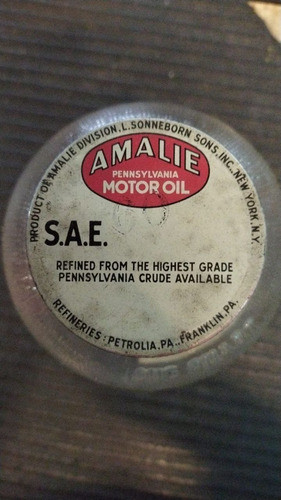 PRODUCT OF AMALIE DIVISION, L. SONNEBORN SONS, INC. NEW YORK, N.Y.
AMALIE
PENNSYLVANIA
MOTOR OIL
S.A.E.
REFINED FROM THE HIGHEST GRADE
PENNSYLVANIA CRUDE AVAILABLE
REFINERIES: PETROLIA, PA., FRANKLIN, PA.